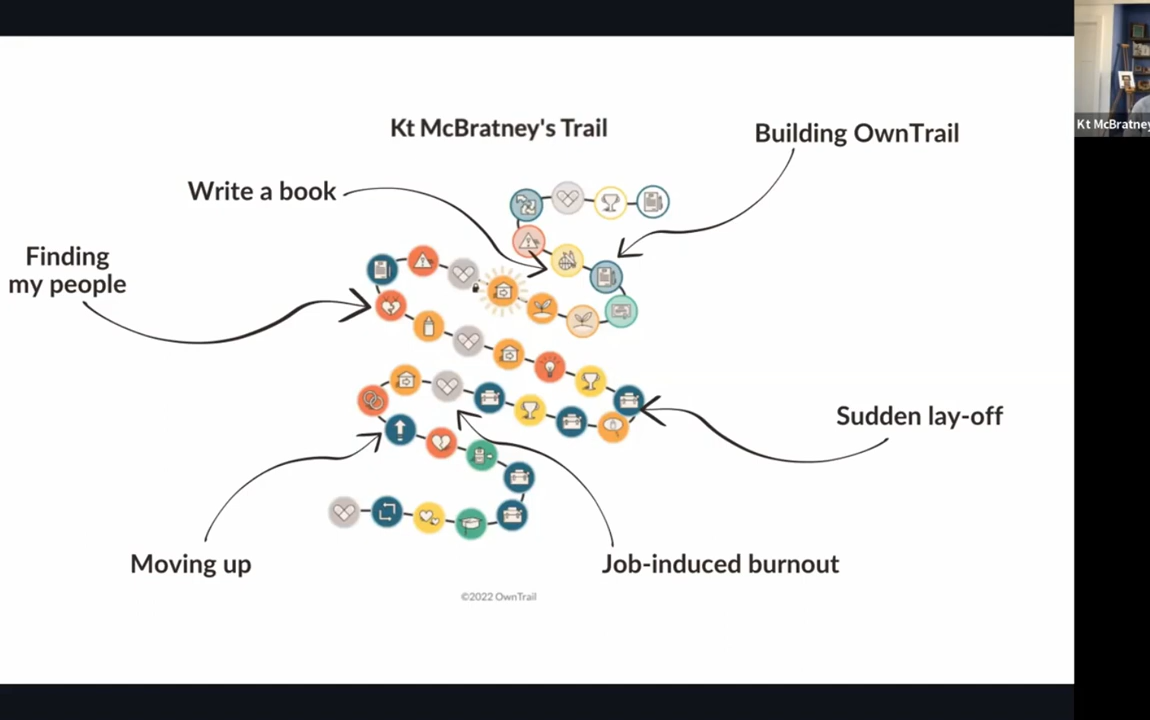 Kt McBratney's Trail
Building OwnTrail
Write a book
Finding
my people
Sudden lay-off
Moving up
Job-induced burnout
©2022 OwnTrail
Kt McBratney